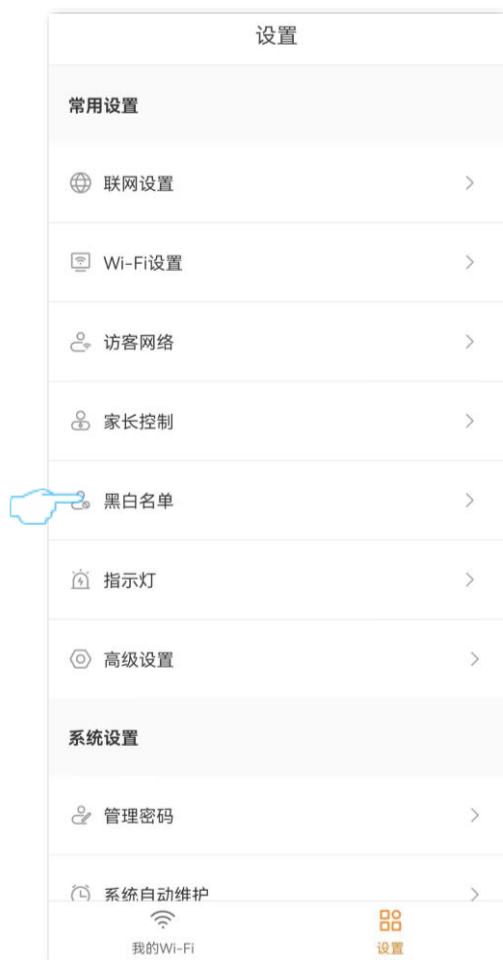 设置
常用设置
联网设置
Wi-Fi设置
访客网络
家长控制
黑白名单
指示灯
高级设置
系统设置
管理密码
系统自动维护
我的Wi-Fi
设置